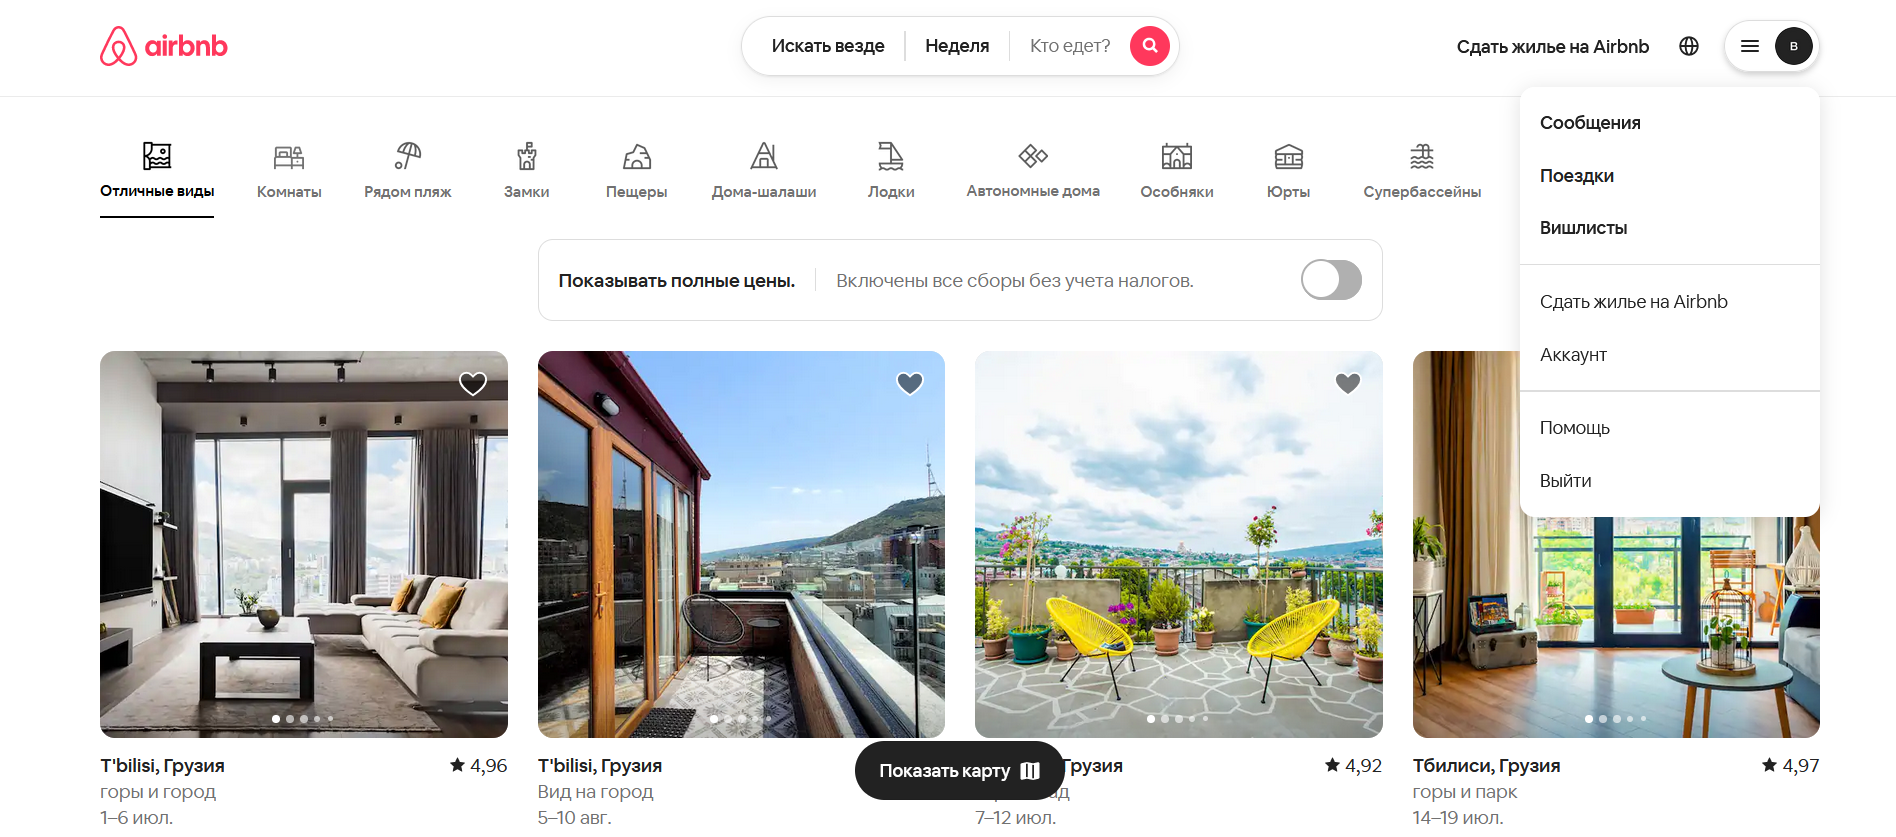 airbnb
Искать везде
Неделя
Кто едет?
Сдать жилье на Airbnb
B
Сообщения
Поездки
Вишлисты
Сдать жилье на Airbnb
Аккаунт
Помощь
Выйти
Отличные виды
Комнаты
Рядом пляж
Замки
Пещеры
Дома-шалаши
Лодки
Автономные дома
Особняки
Юрты
Супербассейны
Показывать полные цены.
Включены все сборы без учета налогов.
T'bilisi, Грузия
4,96
горы и город
1–6 июл.
T'bilisi, Грузия
Вид на город
5–10 авг.
Показать карту
Грузия
4,92
7–12 июл.
Тбилиси, Грузия
4,97
горы и парк
14–19 июл.